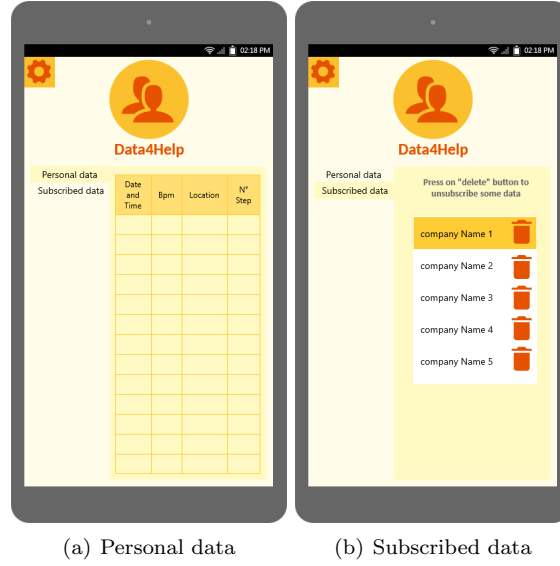 02:18 PM
Data4Help
Personal data
Subscribed data
Date and Time Bpm Location N° Step
(a) Personal data
02:18 PM
Data4Help
Personal data
Subscribed data
Press on "delete" button to
unsubscribe some data
company Name 1
company Name 2
company Name 3
company Name 4
company Name 5
(b) Subscribed data